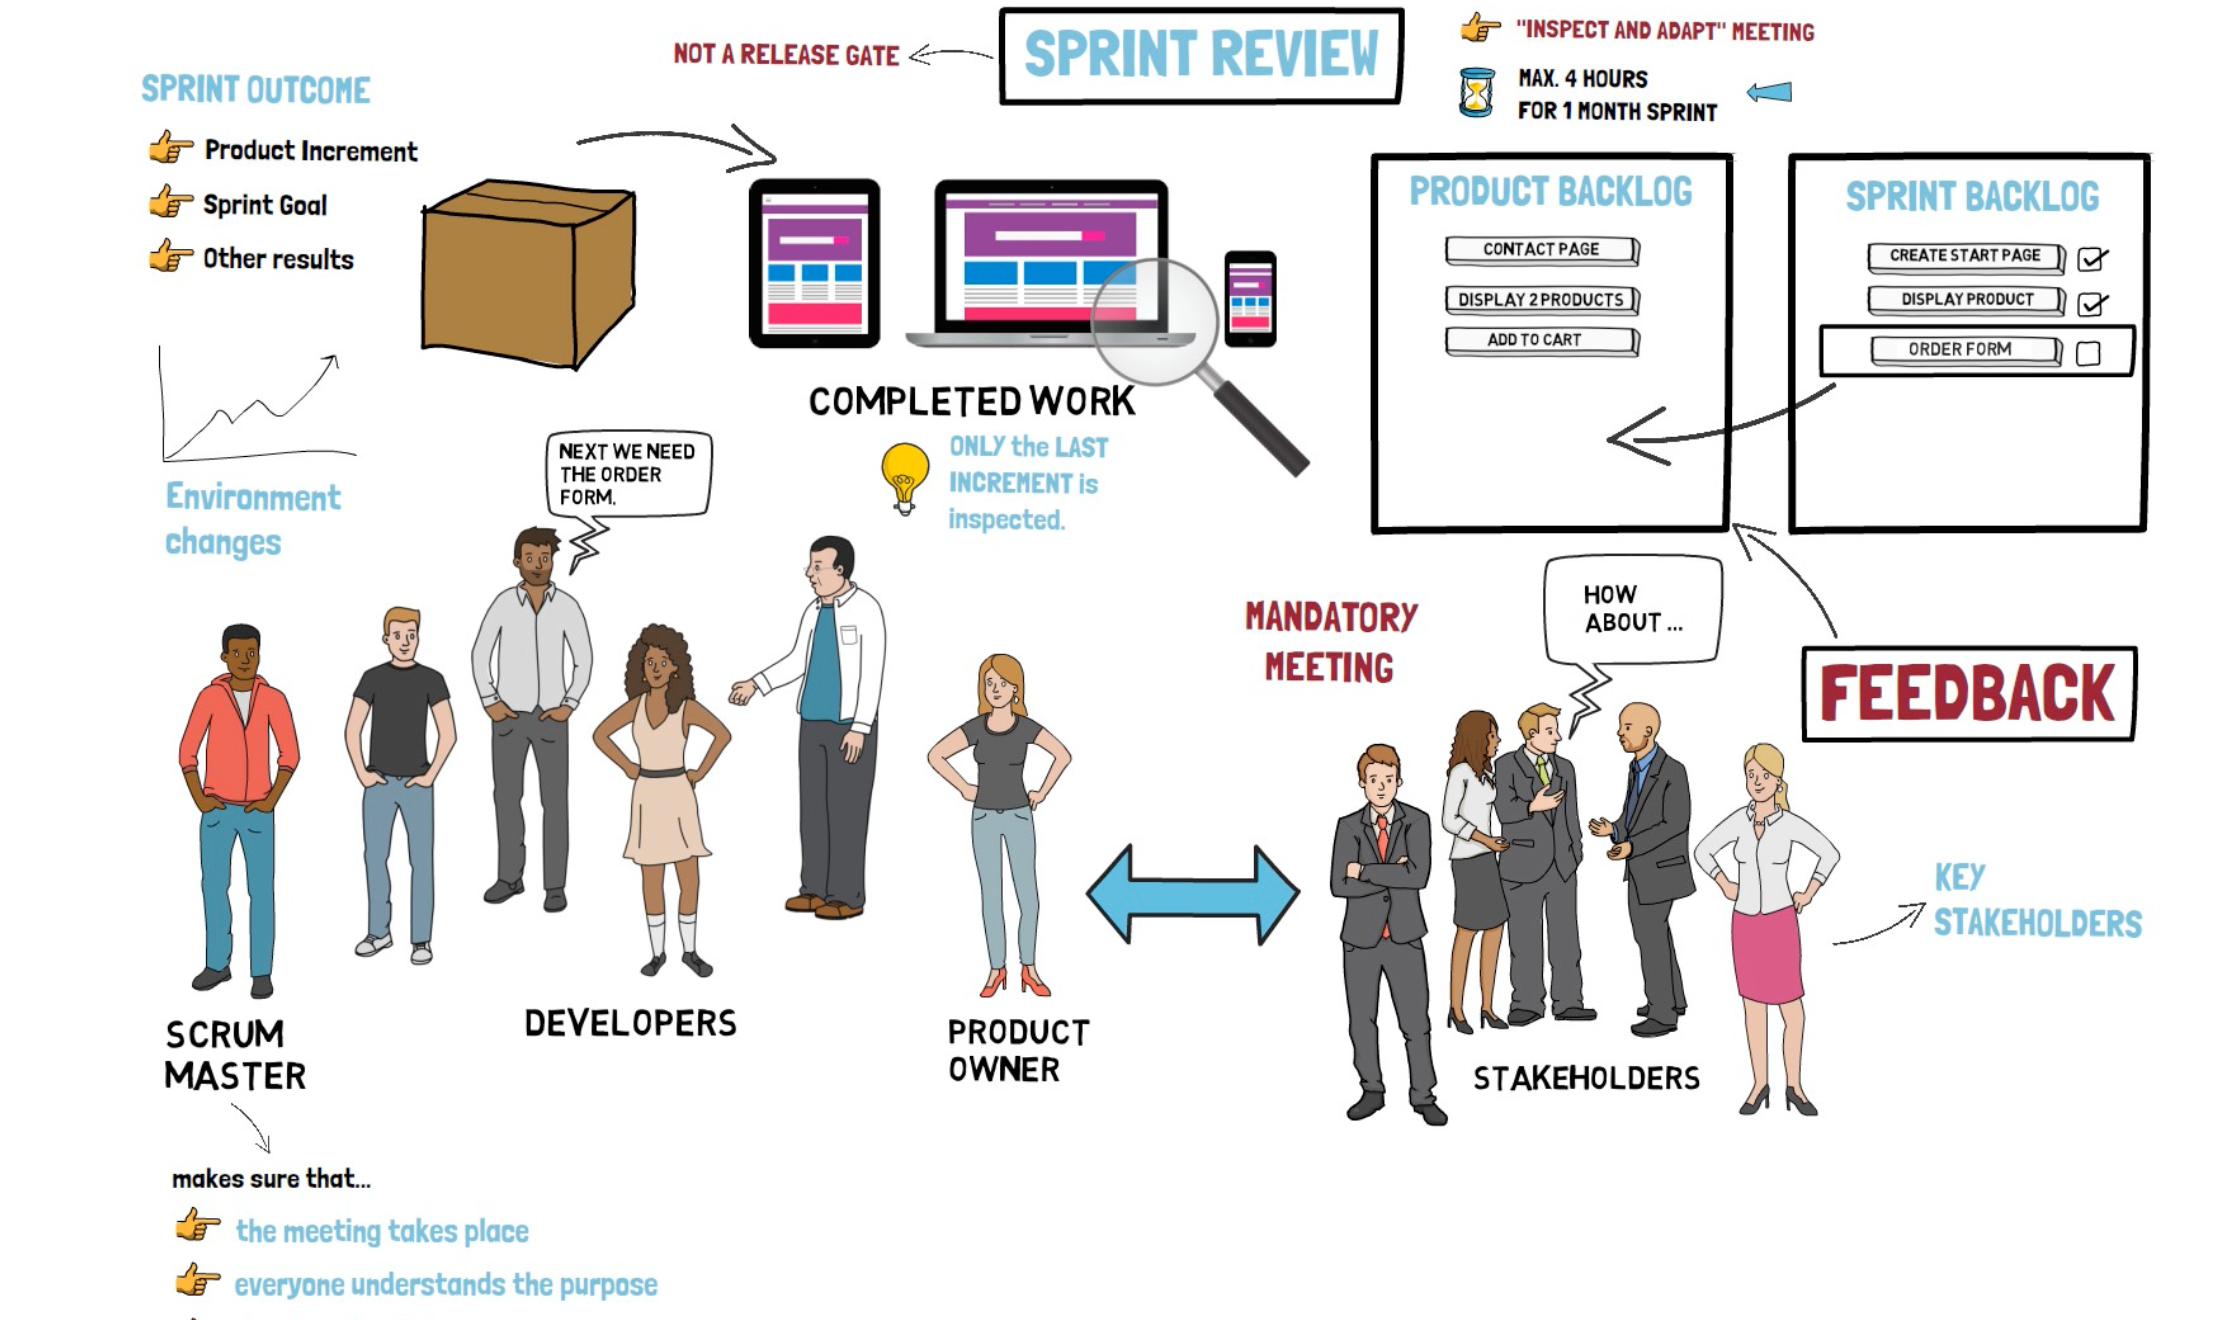 SPRINT REVIEW
NOT A RELEASE GATE
"INSPECT AND ADAPT" MEETING
MAX. 4 HOURS
FOR 1 MONTH SPRINT
SPRINT OUTCOME
Product Increment
Sprint Goal
Other results
Environment
changes
COMPLETED WORK
ONLY the LAST
INCREMENT is
inspected.
PRODUCT BACKLOG
CONTACT PAGE
DISPLAY 2 PRODUCTS
ADD TO CART
SPRINT BACKLOG
CREATE START PAGE
DISPLAY PRODUCT
ORDER FORM
NEXT WE NEED
THE ORDER
FORM.
MANDATORY
MEETING
HOW
ABOUT ...
FEEDBACK
KEY
STAKEHOLDERS
SCRUM
MASTER
DEVELOPERS
PRODUCT
OWNER
STAKEHOLDERS
makes sure that...
the meeting takes place
everyone understands the purpose